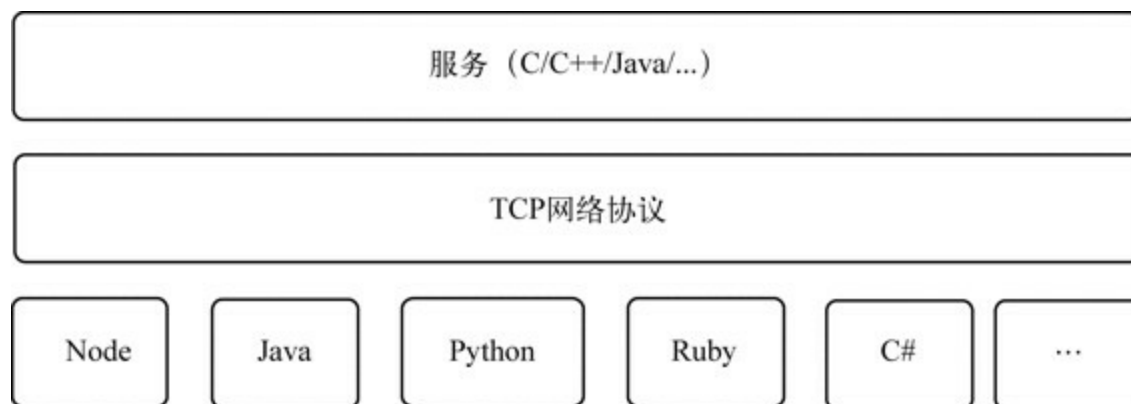 服务（C/C++/Java/...）
TCP网络协议
Node Java Python Ruby C# ...